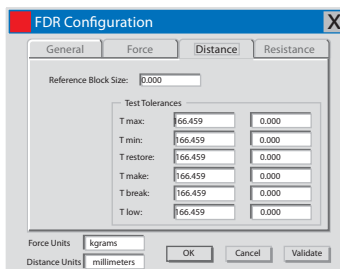 FDR Configuration X
General Force Distance Resistance
Reference Block Size: 0.000
Test Tolerances
T max: 166.459 0.000
T min: 166.459 0.000
T restore: 166.459 0.000
T make: 166.459 0.000
T break: 166.459 0.000
T low: 166.459 0.000
Force Units kgrams
Distance Units millimeters
OK Cancel Validate